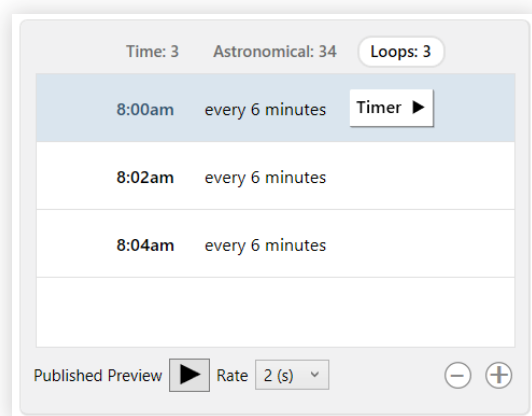 Time: 3 Astronomical: 34 Loops: 3
8:00am every 6 minutes Timer
8:02am every 6 minutes
8:04am every 6 minutes
Published Preview Rate 2 (s)